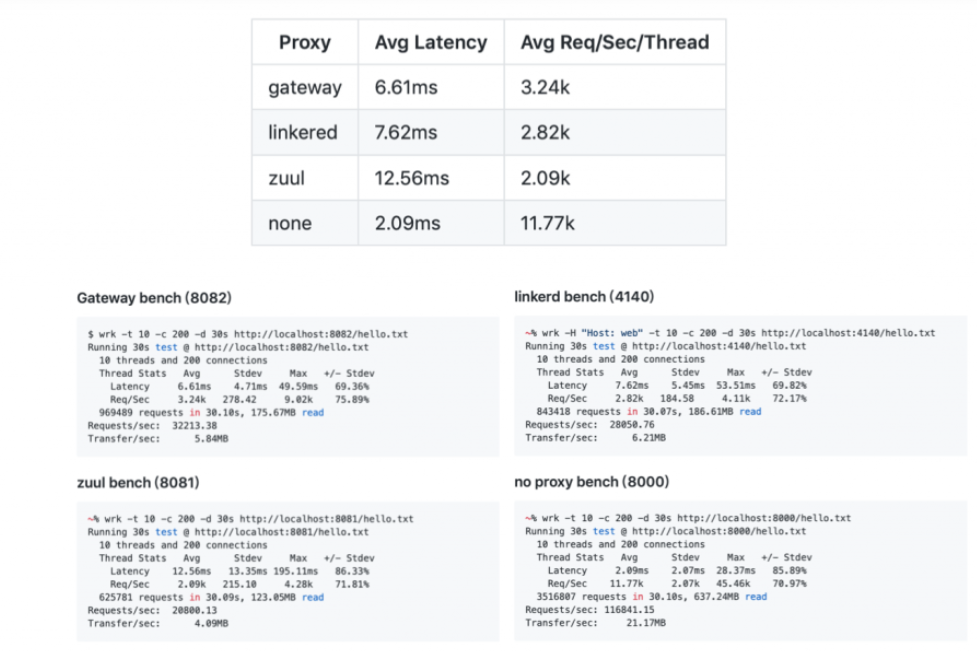 Proxy Avg Latency Avg Req/Sec/Thread
gateway 6.61ms 3.24k
linkered 7.62ms 2.82k
zuul 12.56ms 2.09k
none 2.09ms 11.77k
Gateway bench (8082)
$ wrk -t 10 -c 200 -d 30s http://localhost:8082/hello.txt
Running 30s test @ http://localhost:8082/hello.txt
10 threads and 200 connections
Thread Stats Avg Stdev Max +/- Stdev
Latency 6.61ms 4.71ms 49.59ms 69.36%
Req/Sec 3.24k 278.42 9.02k 75.89%
969489 requests in 30.10s, 175.67MB read
Requests/sec: 32213.38
Transfer/sec: 5.84MB
linkerd bench (4140)
~% wrk -H "Host: web" -t 10 -c 200 -d 30s http://localhost:4140/hello.txt
Running 30s test @ http://localhost:4140/hello.txt
10 threads and 200 connections
Thread Stats Avg Stdev Max +/- Stdev
Latency 7.62ms 5.45ms 53.51ms 69.82%
Req/Sec 2.82k 184.58 4.11k 72.17%
843418 requests in 30.07s, 186.61MB read
Requests/sec: 28050.76
Transfer/sec: 6.21MB
zuul bench (8081)
~% wrk -t 10 -c 200 -d 30s http://localhost:8081/hello.txt
Running 30s test @ http://localhost:8081/hello.txt
10 threads and 200 connections
Thread Stats Avg Stdev Max +/- Stdev
Latency 12.56ms 13.35ms 195.11ms 86.33%
Req/Sec 2.09k 215.10 4.28k 71.81%
625781 requests in 30.09s, 123.05MB read
Requests/sec: 20800.13
Transfer/sec: 4.09MB
no proxy bench (8000)
~% wrk -t 10 -c 200 -d 30s http://localhost:8000/hello.txt
Running 30s test @ http://localhost:8000/hello.txt
10 threads and 200 connections
Thread Stats Avg Stdev Max +/- Stdev
Latency 2.09ms 2.07ms 28.37ms 85.89%
Req/Sec 11.77k 2.07k 45.46k 70.97%
3516807 requests in 30.10s, 637.24MB read
Requests/sec: 116841.15
Transfer/sec: 21.17MB